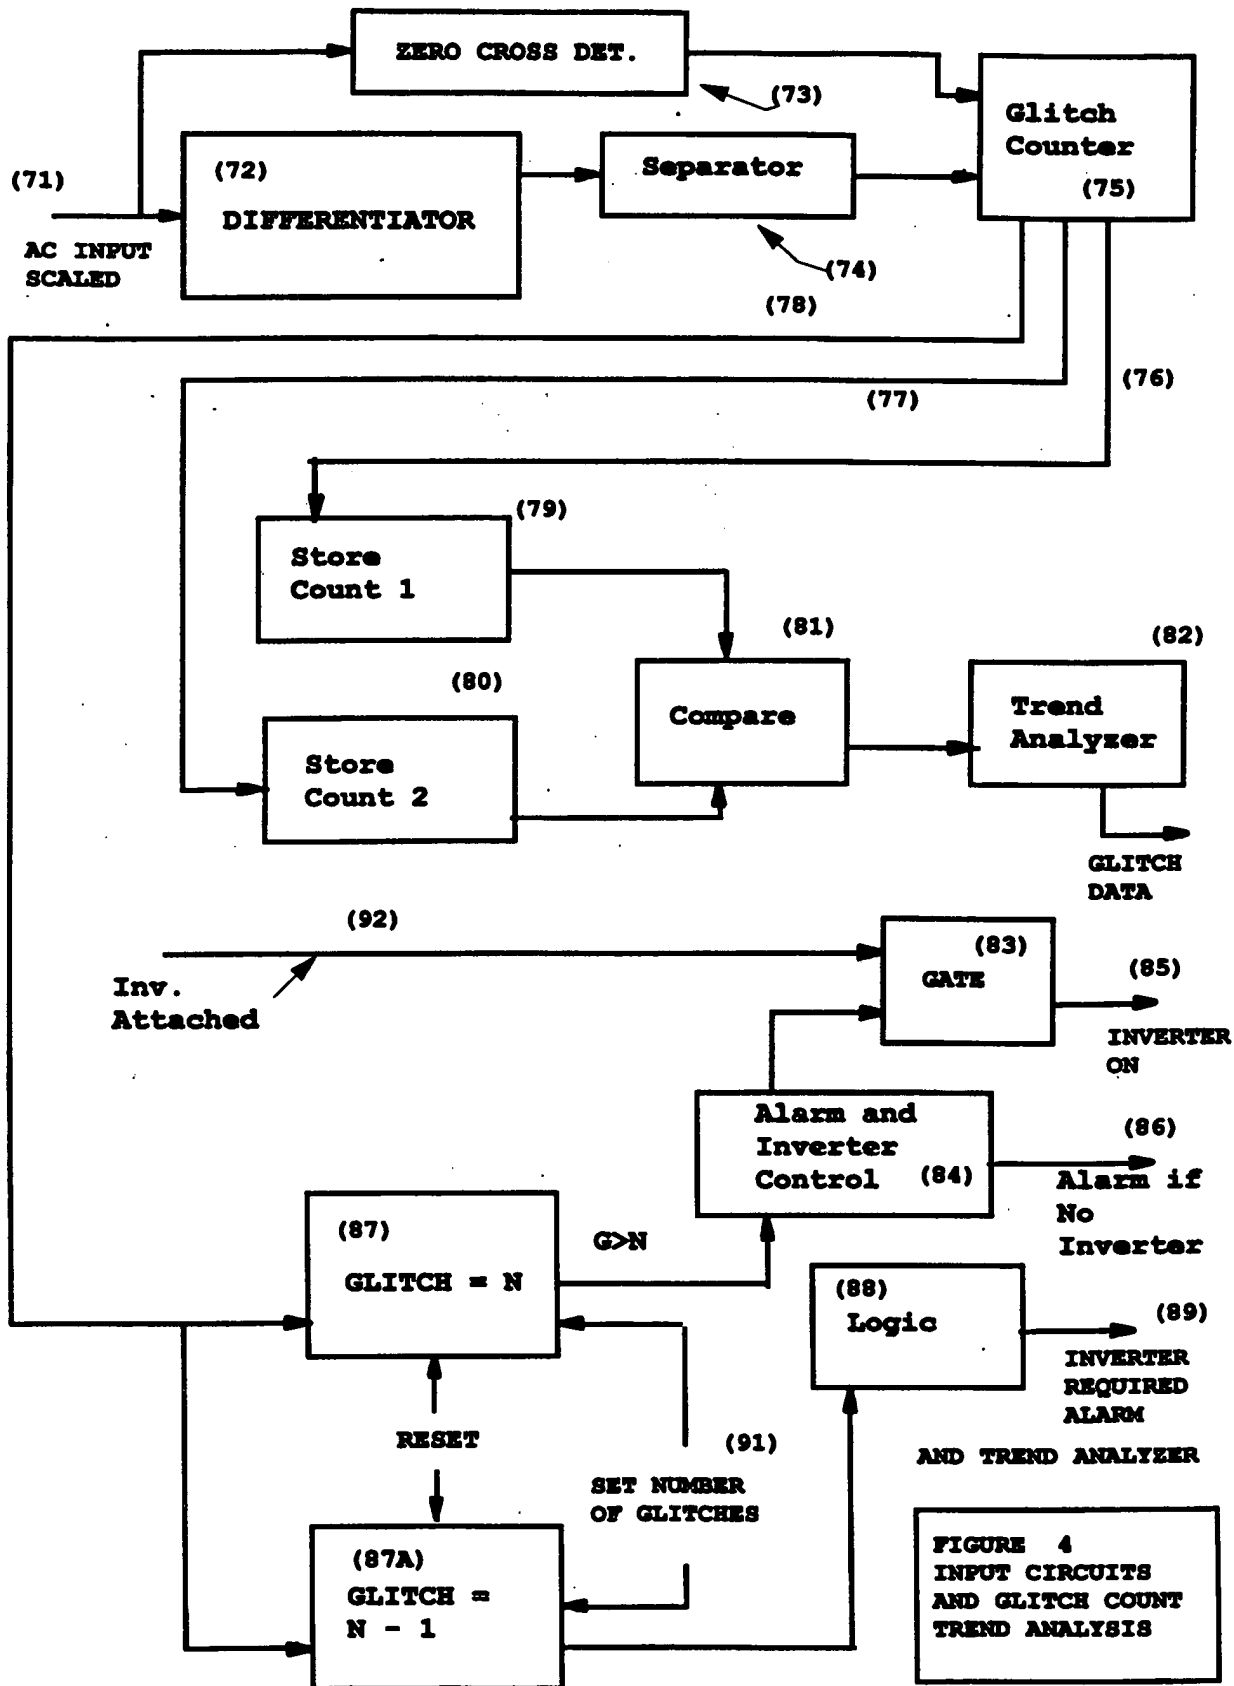 ZERO CROSS DET.
(73)
Glitch
Counter
(75)
(71)
AC INPUT
SCALED
(72)
DIFFERENTIATOR
Separator
(74)
(78)
(77)
(76)
(79)
Store
Count 1
(80)
Store
Count 2
(81)
Compare
(82)
Trend
Analyzer
GLITCH
DATA
(92)
Inv.
Attached
(83)
GATE
(85)
INVERTER
ON
Alarm and
Inverter
Control
(84)
(86)
Alarm if
No
Inverter
(87)
GLITCH = N
G>N
(88)
Logic
(89)
INVERTER
REQUIRED
ALARM
AND TREND ANALYZER
RESET
(91)
SET NUMBER
OF GLITCHES
(87A)
GLITCH =
N - 1
FIGURE 4
INPUT CIRCUITS
AND GLITCH COUNT
TREND ANALYSIS